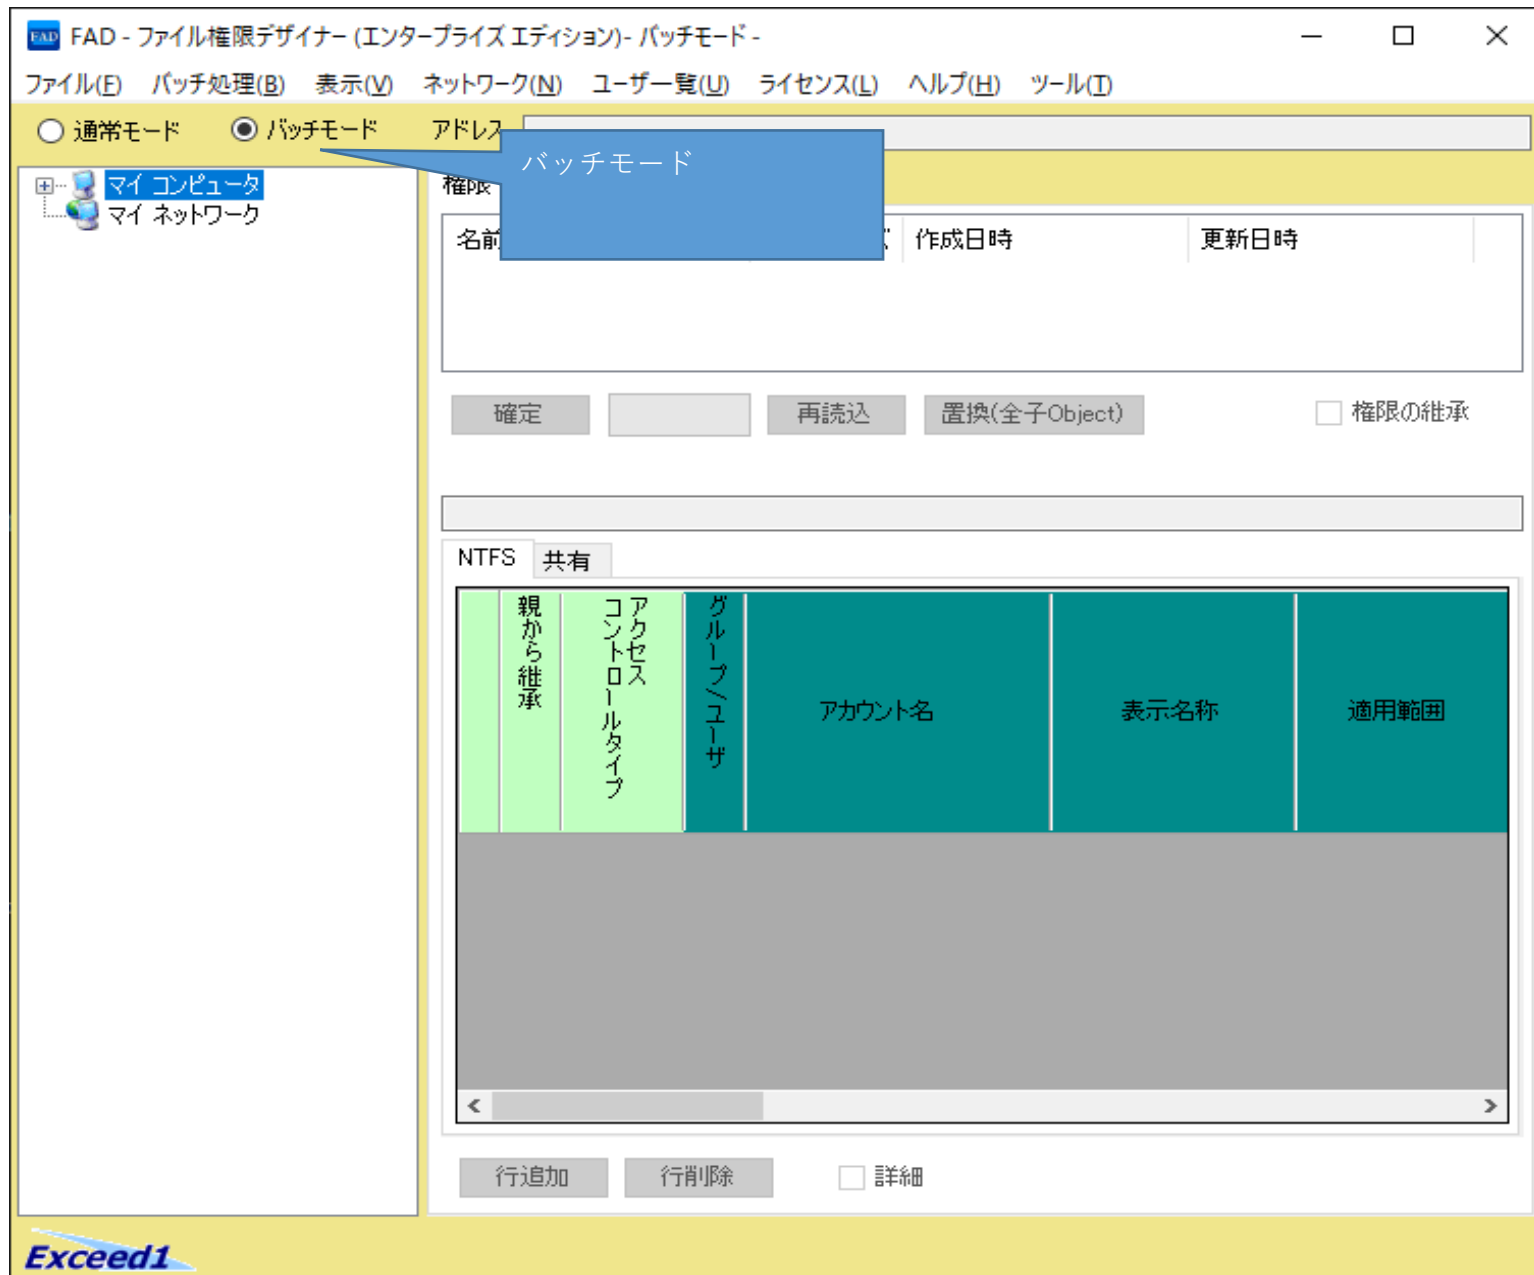 FAD - ファイル権限デザイナー (エンタープライズ エディション)- バッチモード -
ファイル(F) バッチ処理(B) 表示(V) ネットワーク(N) ユーザー覧(U) ライセンス(L) ヘルプ(H) ツール(T)
通常モード バッチモード アドレス
バッチモード
マイ コンピュータ
マイ ネットワーク
権限
名前 作成日時 更新日時
確定 再読込 置換(全子Object) 権限の継承
NTFS 共有
親から継承
アクセス
コントロールタイプ
グループ/ユーザ
アカウント名 表示名称 適用範囲
行追加 行削除 詳細
Exceed1